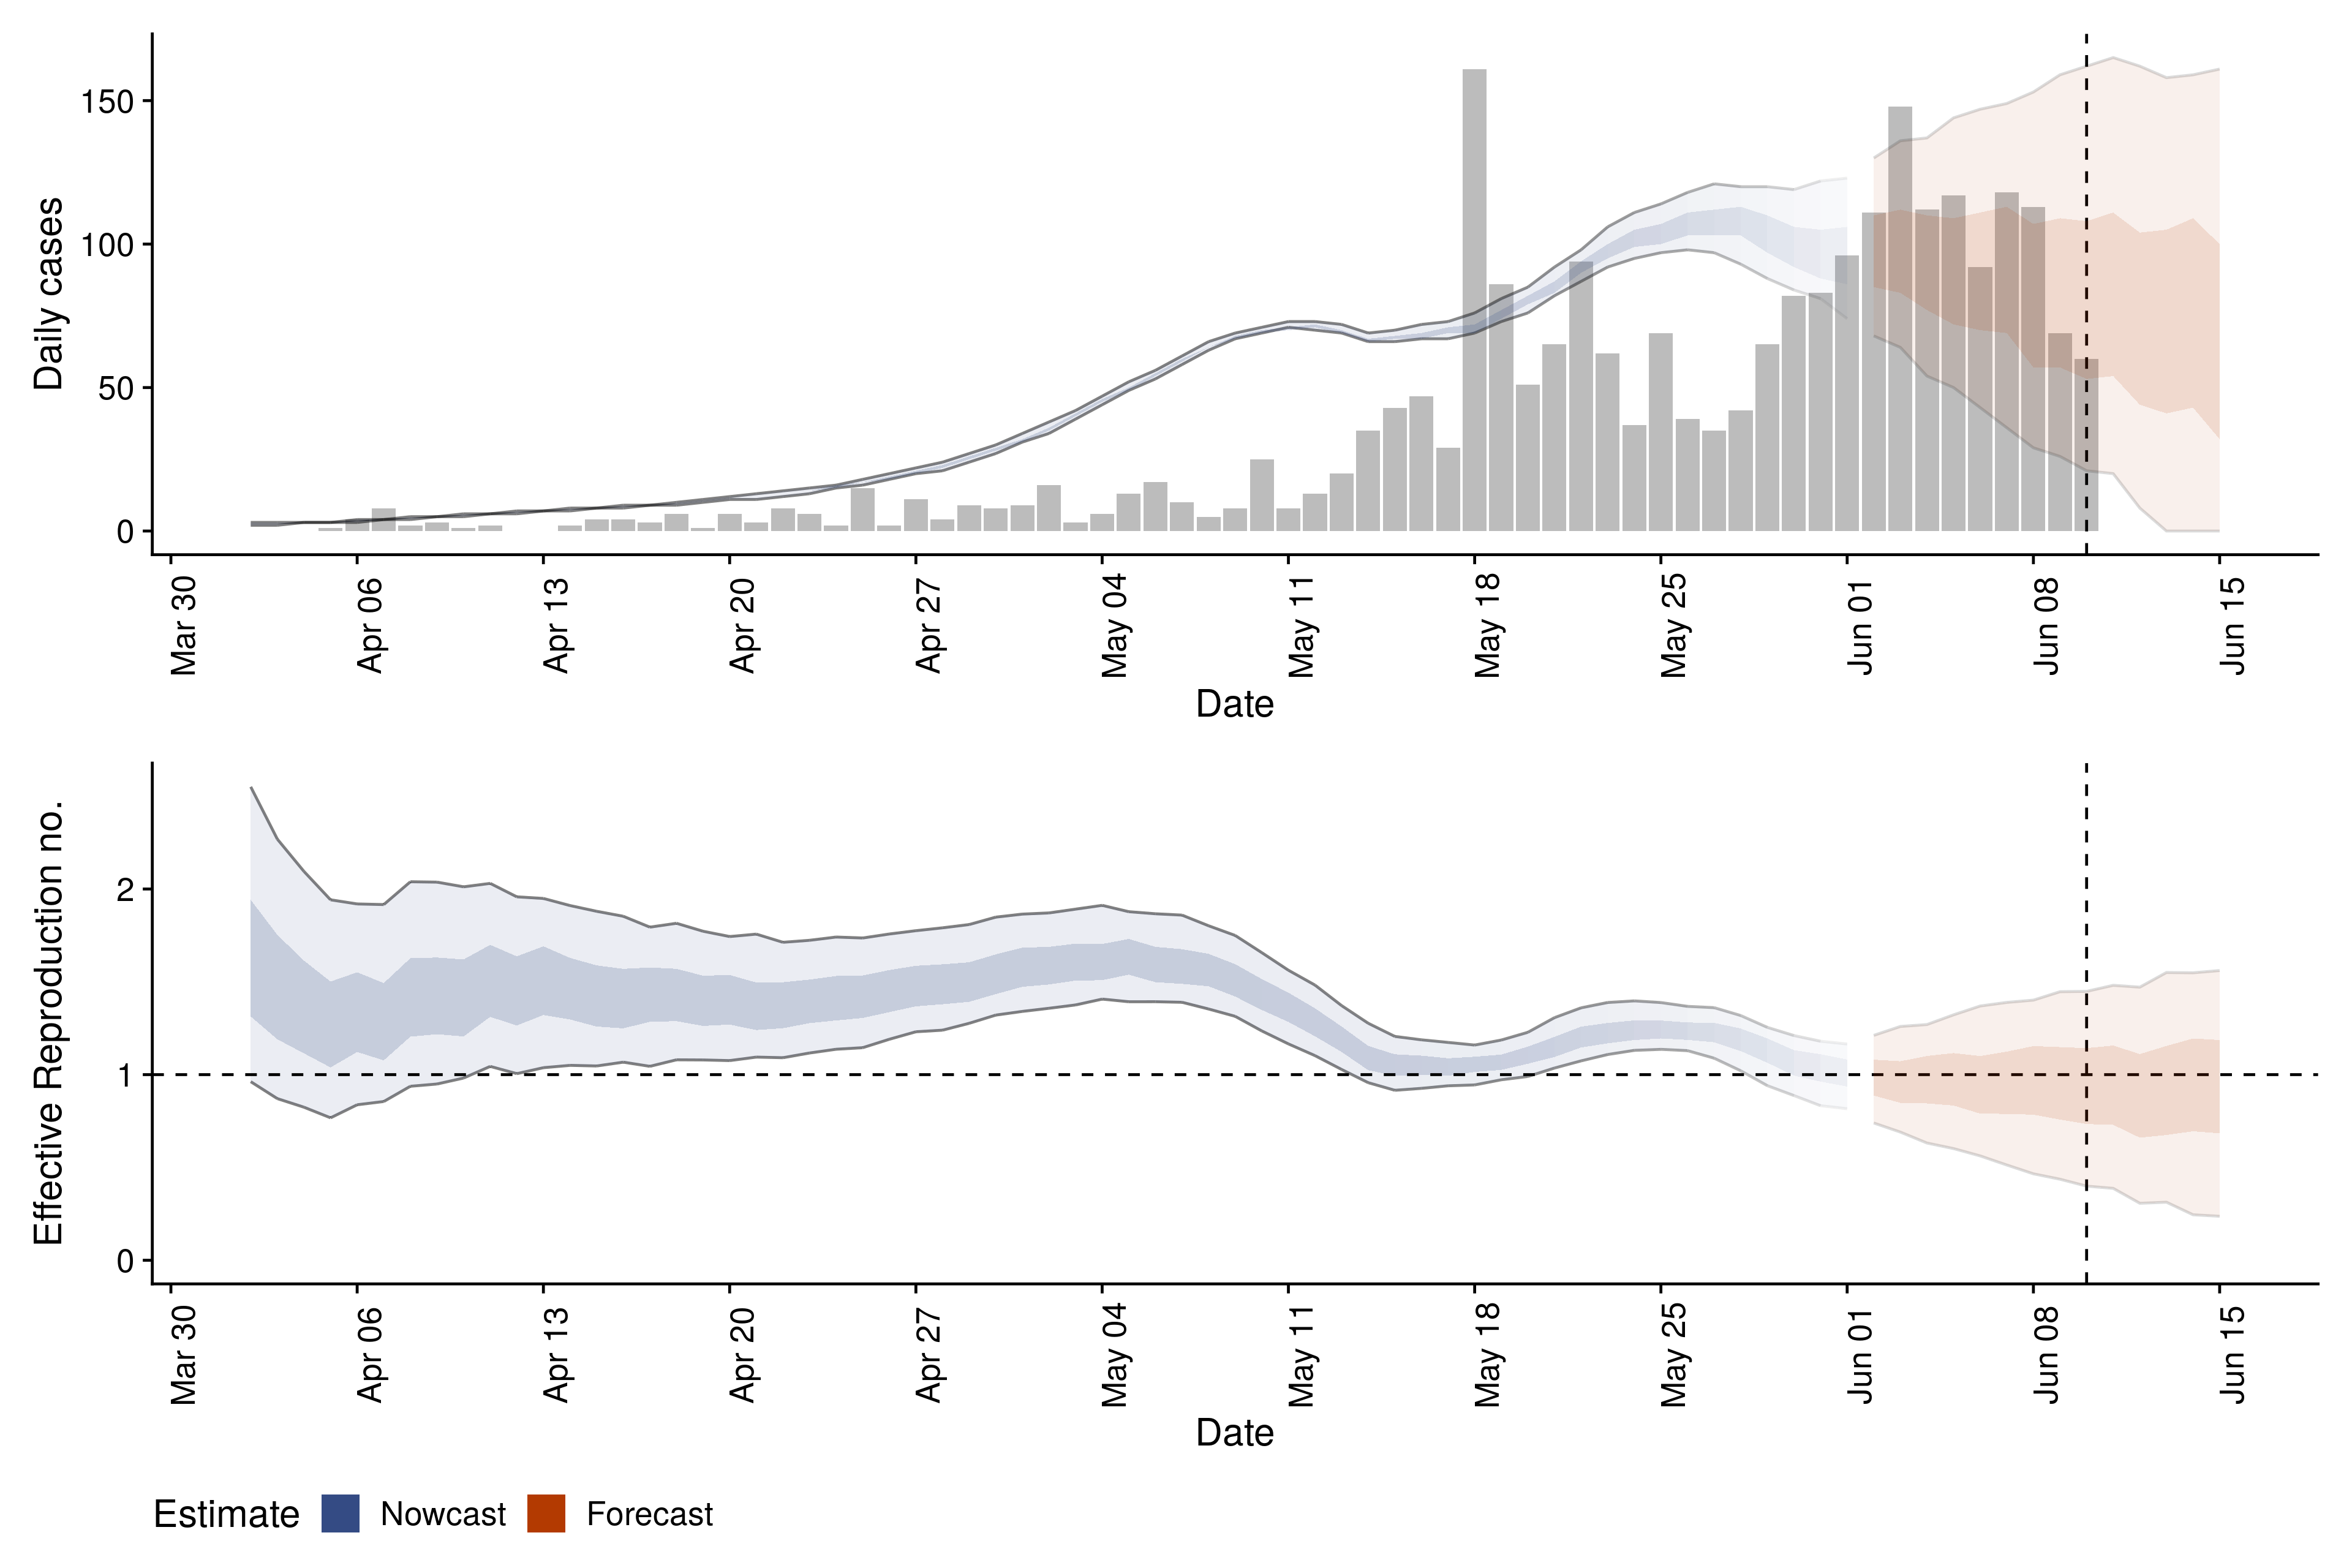 Daily cases
150
100
50
0
Mar 30
Apr 06
Apr 13
Apr 20
Apr 27
May 04
May 11
May 18
May 25
Jun 01
Jun 08
Jun 15
Date
Effective Reproduction no.
2
1
0
Mar 30
Apr 06
Apr 13
Apr 20
Apr 27
May 04
May 11
May 18
May 25
Jun 01
Jun 08
Jun 15
Date
Estimate Nowcast Forecast